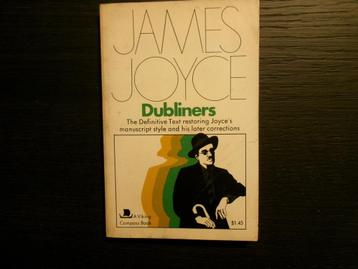 JAMES
JOYCE
Dubliners
The Definitive Text restoring Joyce's
manuscript style and his later corrections
A Viking
Compass Book
$1.45